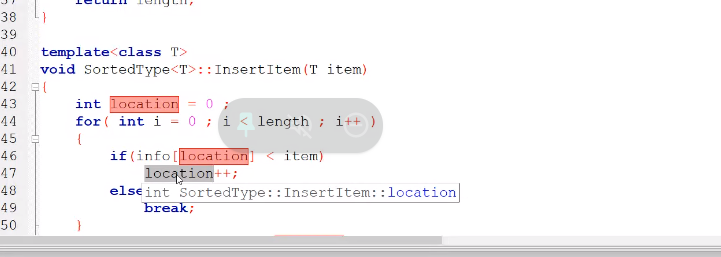 37 return length;
38 }
39
40 template<class T>
41 void SortedType<T>::InsertItem(T item)
42 {
43 int location = 0 ;
44 for( int i = 0 ; i < length ; i++ )
45 {
46 if(info[location] < item)
47 location++;
48 else
int SortedType::InsertItem::location
49 break;
50 }